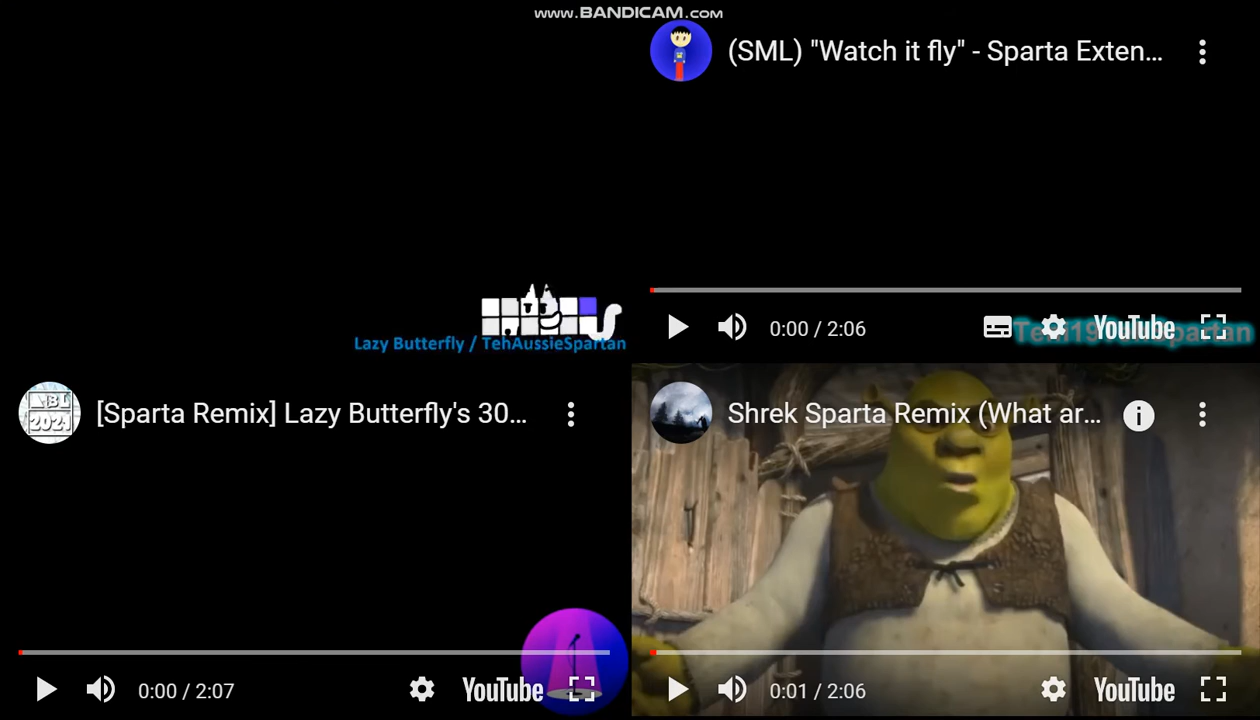 www.BANDICAM.com
(SML) "Watch it fly" - Sparta Exten...
0:00 / 2:06
YouTube
Lazy Butterfly / TehAussieSpartan
[Sparta Remix] Lazy Butterfly's 30...
Shrek Sparta Remix (What ar...
0:00 / 2:07
YouTube
0:01 / 2:06
YouTube